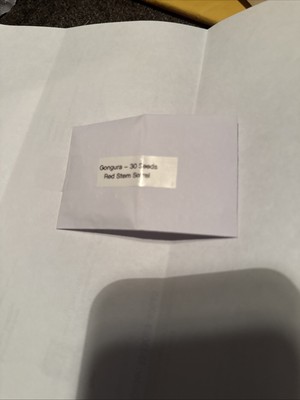 Gongura – 30 Seeds
Red Stem Sorrel